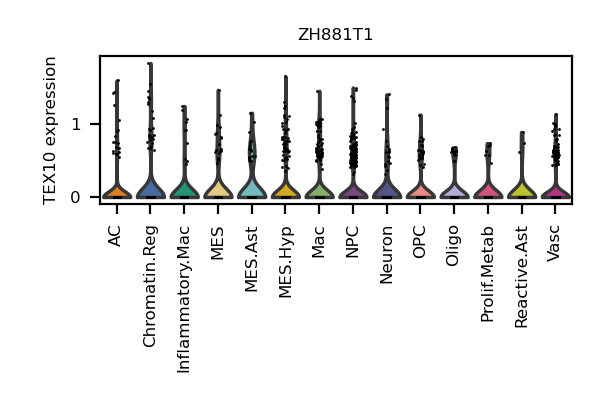 ZH881T1
TEX10 expression
1
0
AC
Chromatin.Reg
Inflammatory.Mac
MES
MES.Ast
MES.Hyp
Mac
NPC
Neuron
OPC
Oligo
Prolif.Metab
Reactive.Ast
Vasc